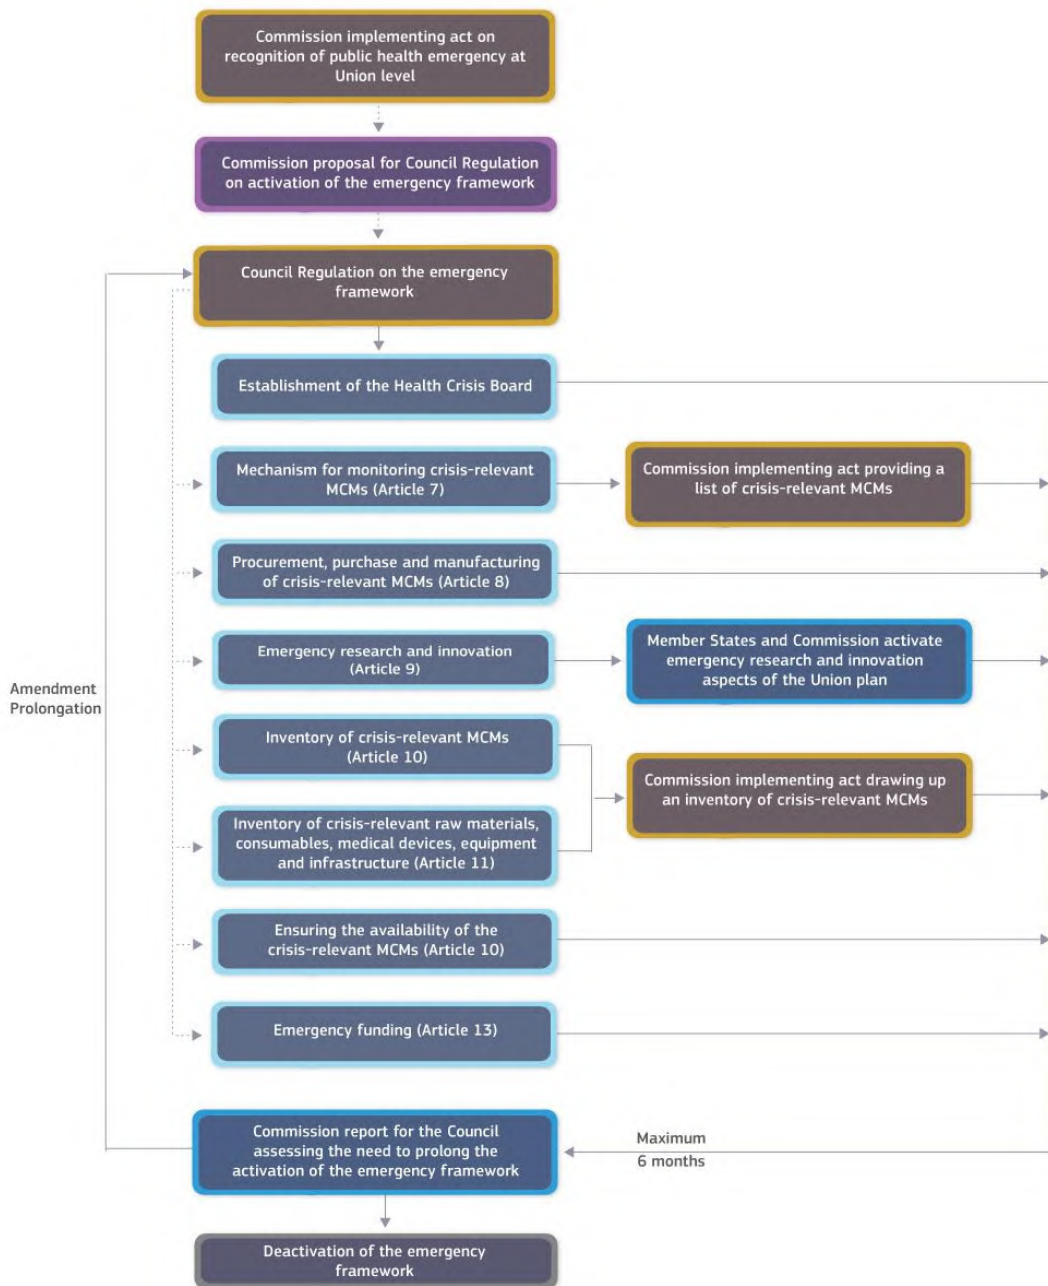 Commission implementing act on
recognition of public health emergency at
Union level
Commission proposal for Council Regulation
on activation of the emergency framework
Council Regulation on the emergency
framework
Establishment of the Health Crisis Board
Mechanism for monitoring crisis-relevant
MCMs (Article 7)
Commission implementing act providing a
list of crisis-relevant MCMs
Procurement, purchase and manufacturing
of crisis-relevant MCMs (Article 8)
Emergency research and innovation
(Article 9)
Member States and Commission activate
emergency research and innovation
aspects of the Union plan
Amendment
Prolongation
Inventory of crisis-relevant MCMs
(Article 10)
Commission implementing act drawing up
an inventory of crisis-relevant MCMs
Inventory of crisis-relevant raw materials,
consumables, medical devices, equipment
and infrastructure (Article 11)
Ensuring the availability of the
crisis-relevant MCMs (Article 10)
Emergency funding (Article 13)
Commission report for the Council
assessing the need to prolong the
activation of the emergency framework
Maximum
6 months
Deactivation of the emergency
framework